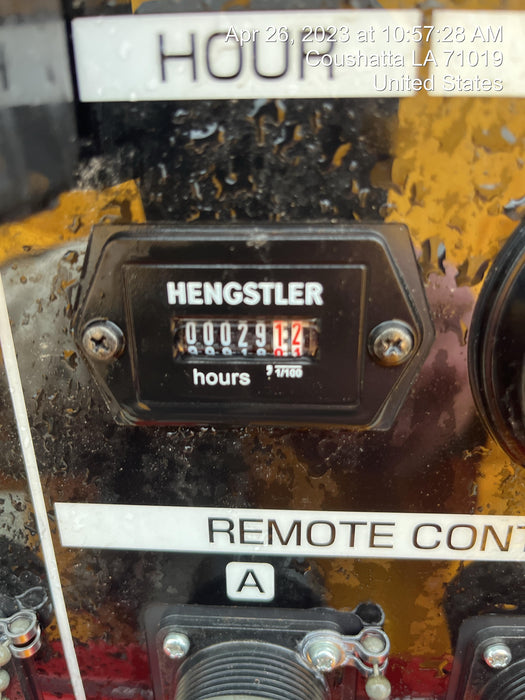 Apr 26, 2023 at 10:57:28 AM
Coushatta LA 71019
United States
HOUR
HENGSTLER
0002912
hours
, 1/100
REMOTE CONT
A